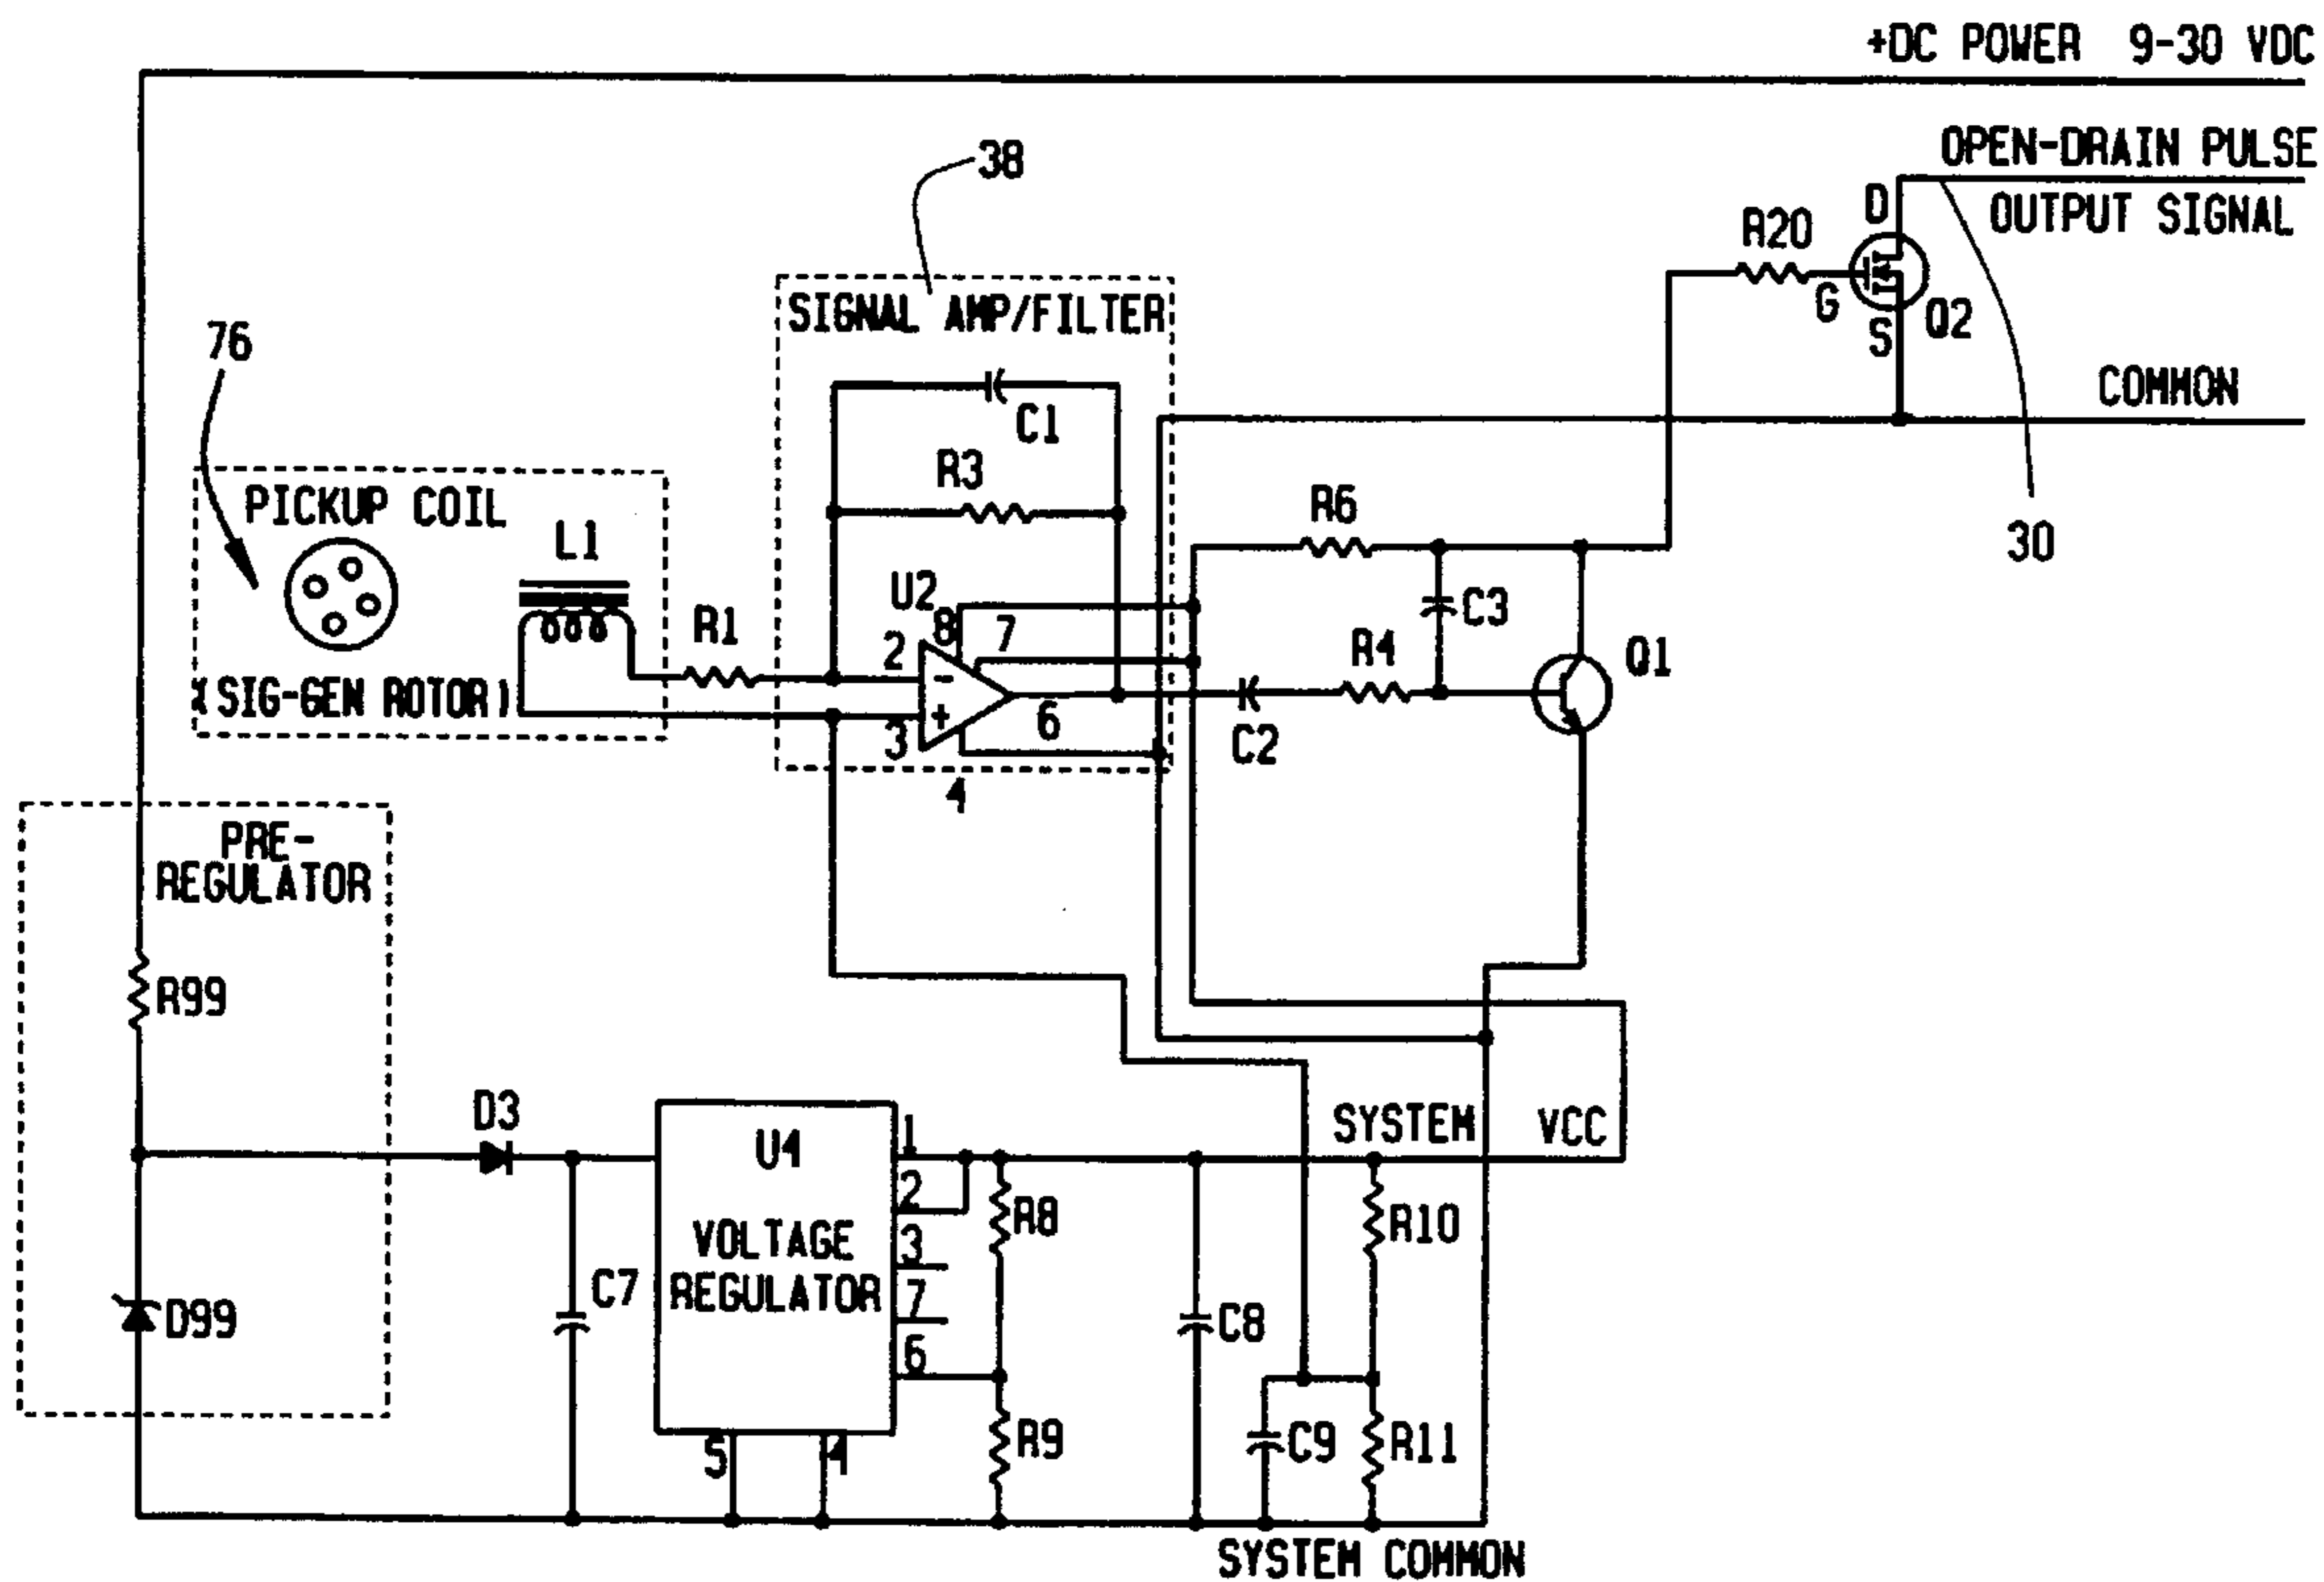 +DC POWER 9-30 VDC
OPEN-DRAIN PULSE
OUTPUT SIGNAL
38
D
R20
G
Q2
S
SIGNAL AMP/FILTER
76
COMMON
C1
R3
PICKUP COIL
L1
R6
30
U2
8
7
C3
R1
2
-
R4
Q1
(SIG-GEN ROTOR)
+
3
6
C2
4
PRE-
REGULATOR
R99
D3
1
SYSTEM VCC
U4
2
R8
R10
VOLTAGE
3
REGULATOR
C7
7
D99
C8
6
5
4
R9
C9
R11
SYSTEM COMMON